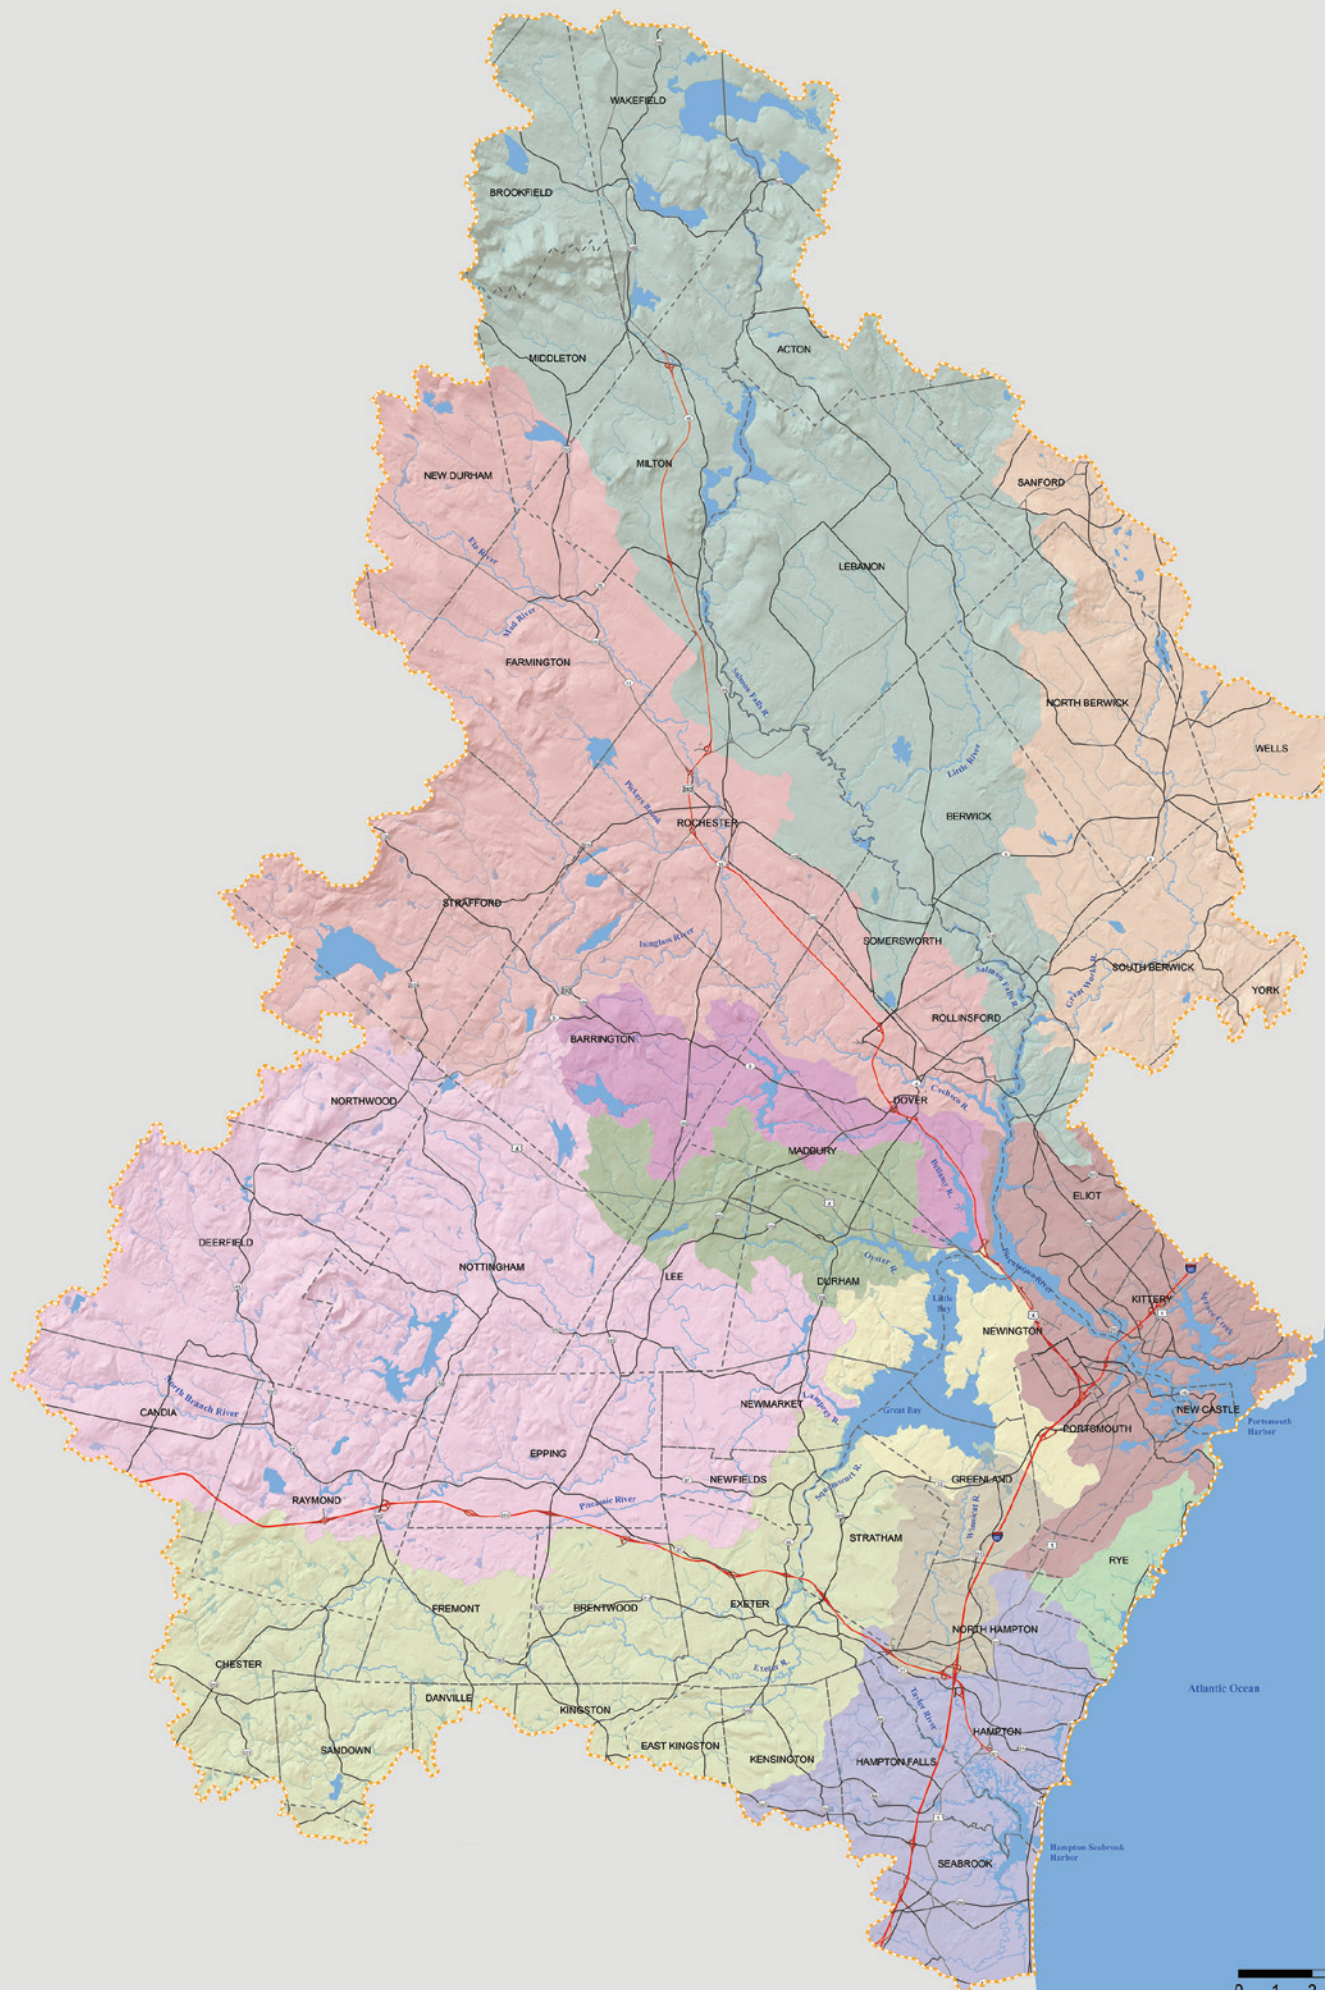 WAKEFIELD
BROOKFIELD
ACTON
MIDDLETON
MILTON
NEW DURHAM
SANFORD
Ela River
LEBANON
Mad River
FARMINGTON
Salmon Falls R.
NORTH BERWICK
WELLS
Little River
Pickers Brook
ROCHESTER
BERWICK
STRAFFORD
Isinglass River
SOMERSWORTH
SOUTH BERWICK
Salmon Falls R.
Great Works R.
YORK
ROLLINSFORD
BARRINGTON
NORTHWOOD
DOVER
Cocheco R.
MADBURY
Bellamy R.
ELIOT
DEERFIELD
NOTTINGHAM
LEE
Oyster R.
DURHAM
Piscataqua River
Little
Bay
KITTERY
Spruce Creek
NEWINGTON
North Branch River
CANDIA
NEWMARKET
Lamprey R.
Great Bay
NEW CASTLE
PORTSMOUTH
Portsmouth
Harbor
EPPING
NEWFIELDS
Squamscott R.
GREENLAND
RAYMOND
Piscassic River
Winnicut R.
STRATHAM
RYE
FREMONT
BRENTWOOD
EXETER
NORTH HAMPTON
CHESTER
Exeter R.
Atlantic Ocean
DANVILLE
KINGSTON
Taylor River
HAMPTON
SANDOWN
EAST KINGSTON
KENSINGTON
HAMPTON FALLS
Hampton-Seabrook
Harbor
SEABROOK